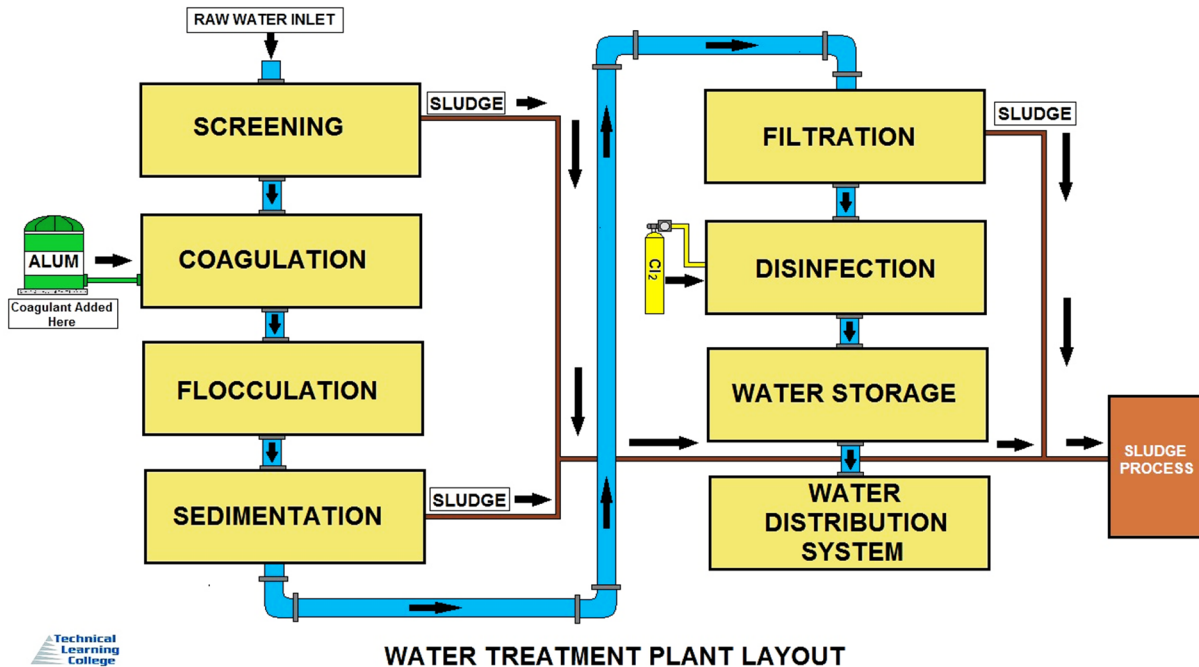 RAW WATER INLET
SCREENING
SLUDGE
COAGULATION
ALUM
Coagulant Added
Here
FLOCCULATION
SEDIMENTATION
SLUDGE
FILTRATION
SLUDGE
Cl2
DISINFECTION
WATER STORAGE
WATER
DISTRIBUTION
SYSTEM
SLUDGE
PROCESS
Technical
Learning
College
WATER TREATMENT PLANT LAYOUT